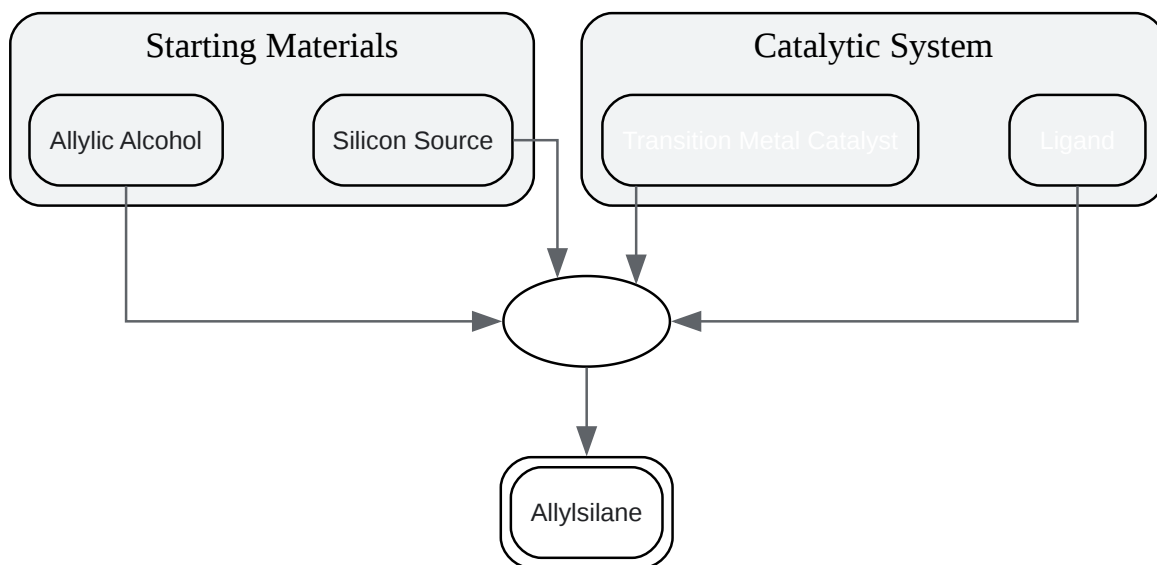 Starting Materials
Catalytic System
Allylic Alcohol
Silicon Source
Transition Metal Catalyst
Ligand
Allylsilane